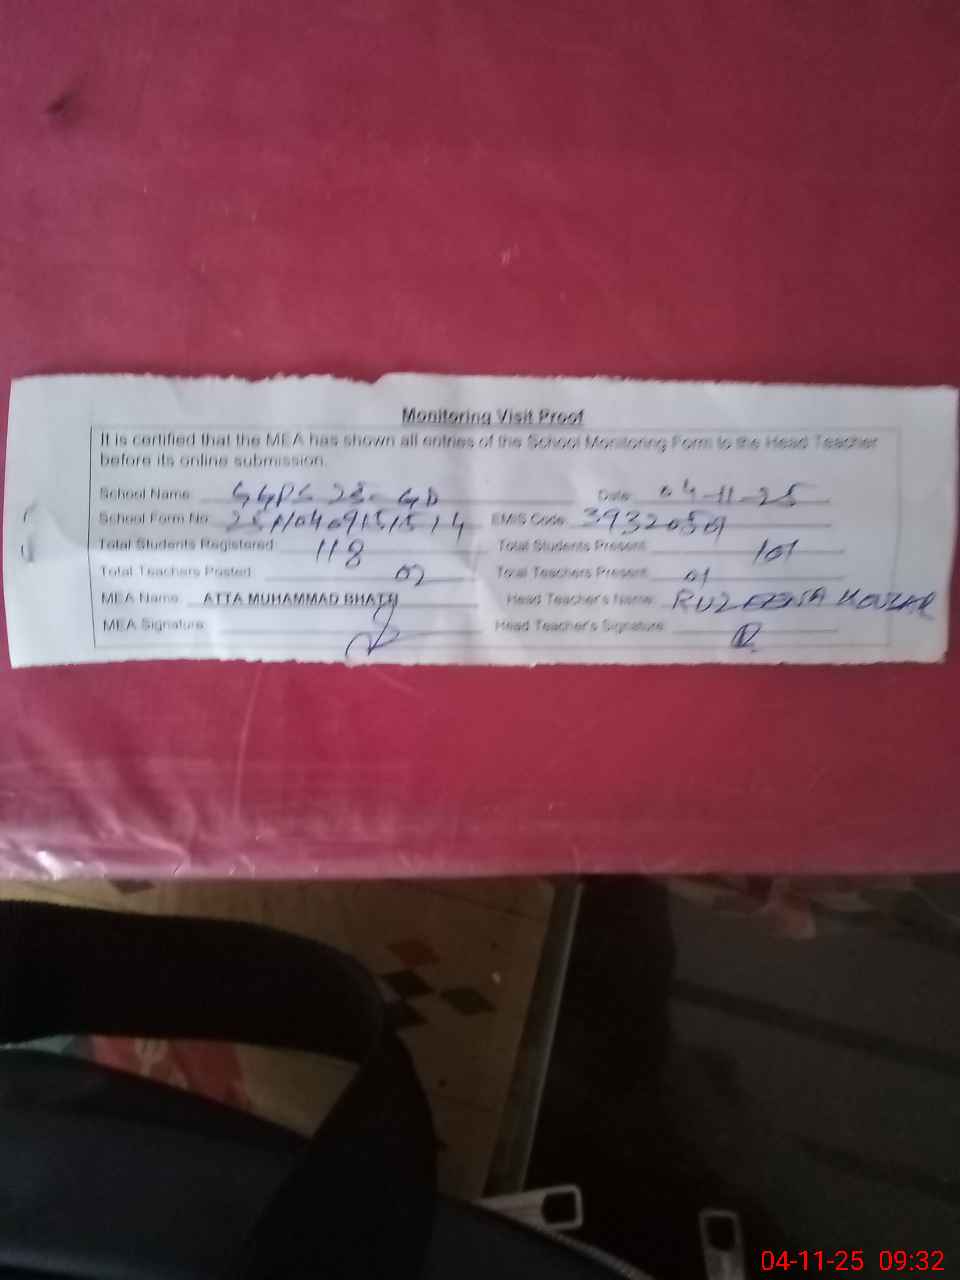 Monitoring Visit Proof
It is certified that the MEA has shown all entries of the School Monitoring Form to the Head Teacher
before its online submission.
School Name: GGPS 28-GD Date: 04-11-25
School Form No: EMIS Code:
Total Students Registered: 118 Total Students Present: 101
Total Teachers Posted: 02 Total Teachers Present: 01
MEA Name: ATTA MUHAMMAD BHATTI Head Teacher's Name: RUZEENA KOUSAR
MEA Signature: Head Teacher's Signature:
04-11-25 09:32